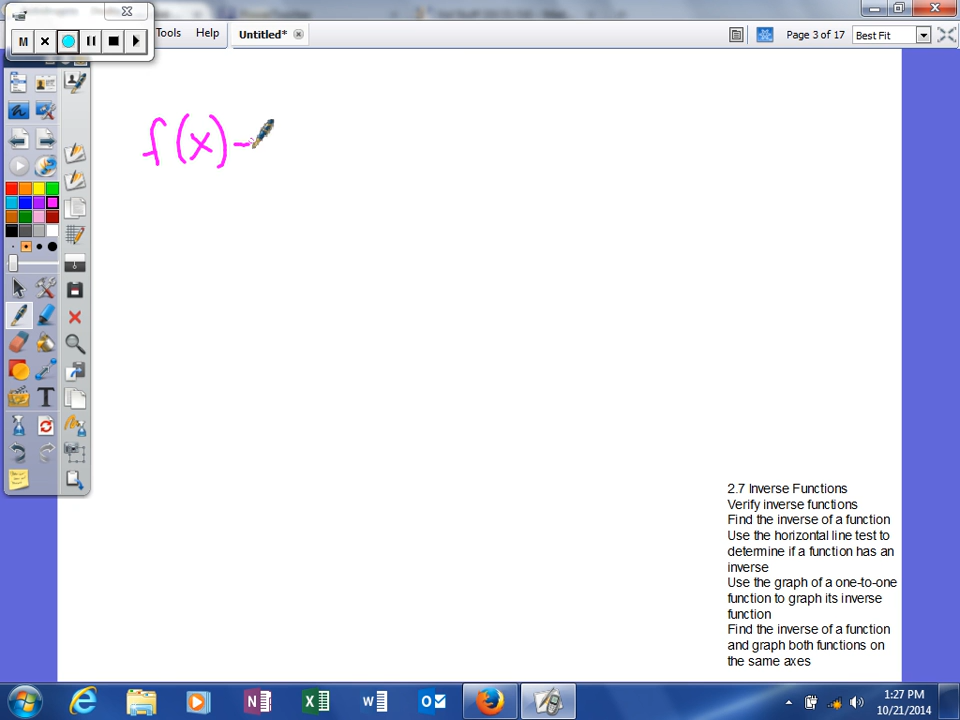 Tools Help Untitled* Page 3 of 17 Best Fit
M
f(x)-
2.7 Inverse Functions
Verify inverse functions
Find the inverse of a function
Use the horizontal line test to
determine if a function has an
inverse
Use the graph of a one-to-one
function to graph its inverse
function
Find the inverse of a function
and graph both functions on
the same axes
1:27 PM
10/21/2014